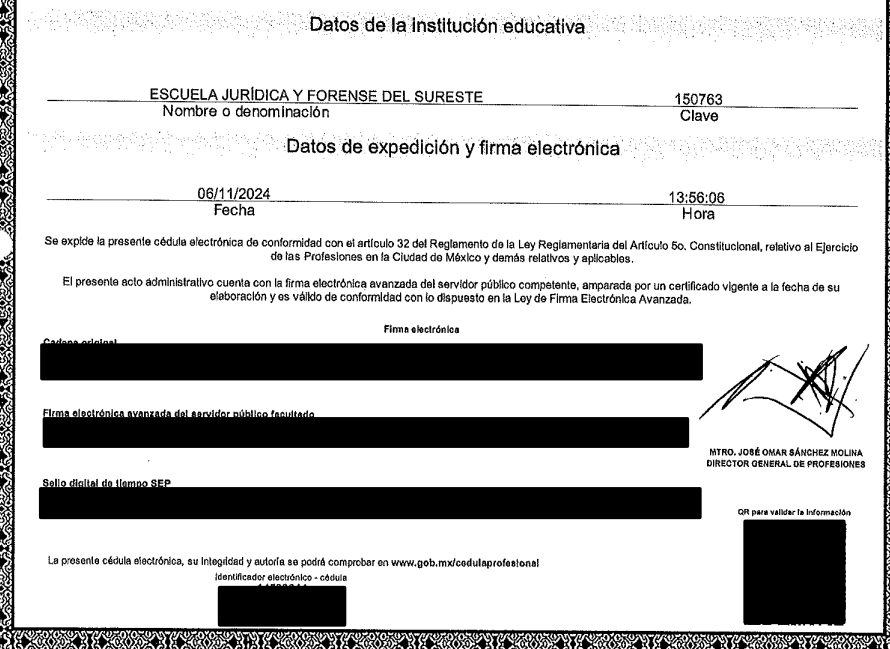 Datos de la institución educativa
ESCUELA JURÍDICA Y FORENSE DEL SURESTE
150763
Nombre o denominación
Clave
Datos de expedición y firma electrónica
06/11/2024
13:56:06
Fecha
Hora
Se expide la presente cédula electrónica de conformidad con el artículo 32 del Reglamento de la Ley Reglamentaria del Artículo 5o. Constitucional, relativo al Ejercicio
de las Profesiones en la Ciudad de México y demás relativos y aplicables.
El presente acto administrativo cuenta con la firma electrónica avanzada del servidor público competente, amparada por un certificado vigente a la fecha de su
elaboración y es válido de conformidad con lo dispuesto en la Ley de Firma Electrónica Avanzada.
Firma electrónica
Cadena original
Firma electrónica avanzada del servidor público facultado
MTRO. JOSÉ OMAR SÁNCHEZ MOLINA
DIRECTOR GENERAL DE PROFESIONES
Sello digital de tiempo SEP
QR para validar la información
La presente cédula electrónica, su integridad y autoría se podrá comprobar en www.gob.mx/cedulaprofesional
Identificador electrónico - cédula